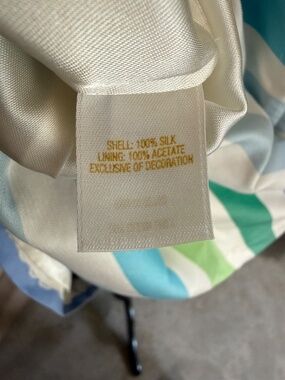 SHELL: 100% SILK
LINING: 100% ACETATE
EXCLUSIVE OF DECORATION